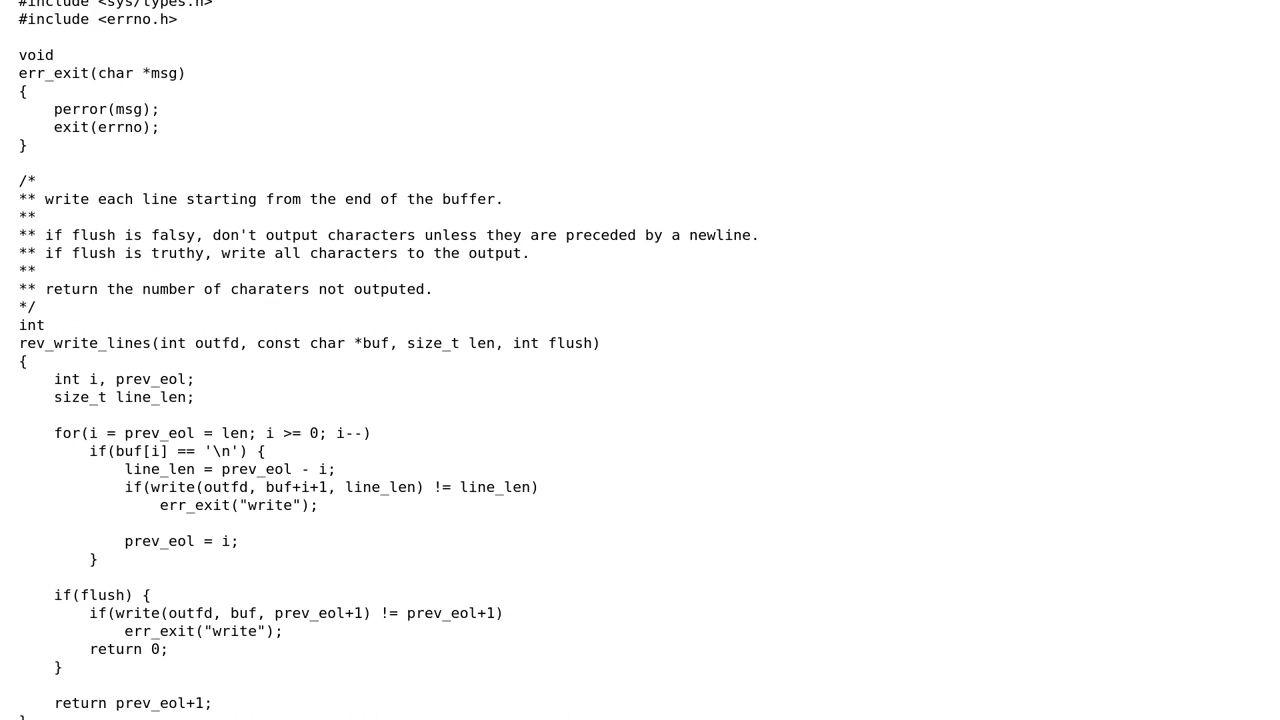 #include <sys/types.h>
#include <errno.h>

void
err_exit(char *msg)
{
    perror(msg);
    exit(errno);
}

/*
** write each line starting from the end of the buffer.
**
** if flush is falsy, don't output characters unless they are preceded by a newline.
** if flush is truthy, write all characters to the output.
**
** return the number of charaters not outputed.
*/
int
rev_write_lines(int outfd, const char *buf, size_t len, int flush)
{
    int i, prev_eol;
    size_t line_len;

    for(i = prev_eol = len; i >= 0; i--)
        if(buf[i] == '\n') {
            line_len = prev_eol - i;
            if(write(outfd, buf+i+1, line_len) != line_len)
                err_exit("write");

            prev_eol = i;
        }

    if(flush) {
        if(write(outfd, buf, prev_eol+1) != prev_eol+1)
            err_exit("write");
        return 0;
    }

    return prev_eol+1;
}